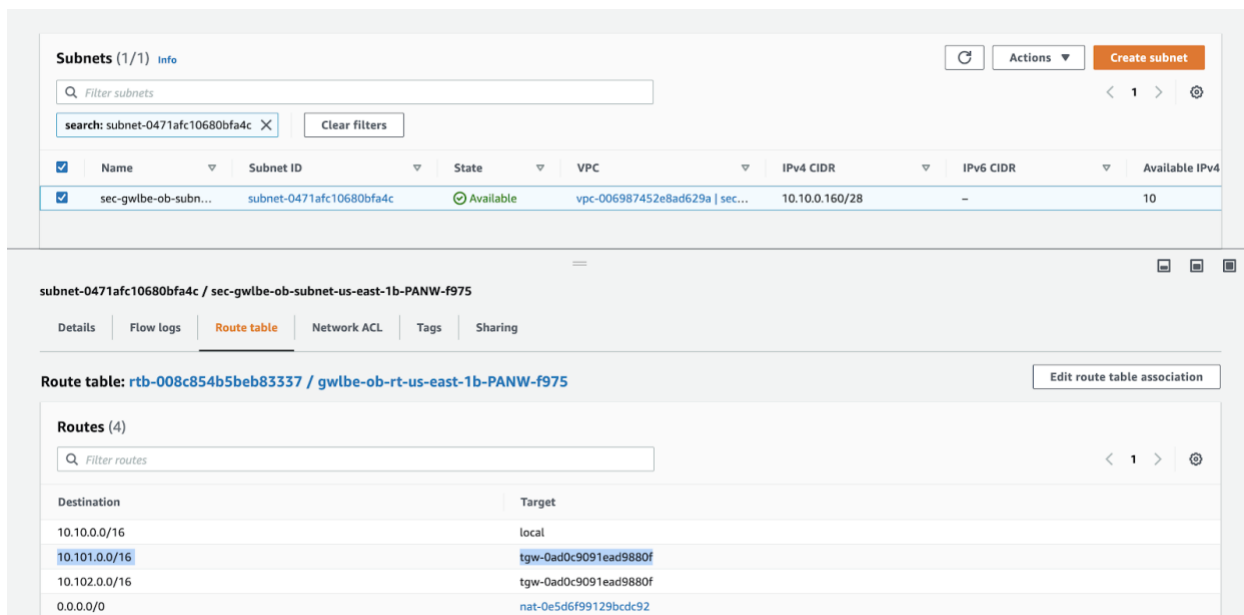 Subnets (1/1) Info
Actions ▼
Create subnet
Filter subnets
1
search: subnet-0471afc10680bfa4c
Clear filters
Name Subnet ID State VPC IPv4 CIDR IPv6 CIDR Available IPv4
sec-gwlbe-ob-subn... subnet-0471afc10680bfa4c Available vpc-006987452e8ad629a | sec... 10.10.0.160/28 – 10
subnet-0471afc10680bfa4c / sec-gwlbe-ob-subnet-us-east-1b-PANW-f975
Details Flow logs Route table Network ACL Tags Sharing
Route table: rtb-008c854b5beb83337 / gwlbe-ob-rt-us-east-1b-PANW-f975
Edit route table association
Routes (4)
Filter routes
1
Destination Target
10.10.0.0/16 local
10.101.0.0/16 tgw-0ad0c9091ead9880f
10.102.0.0/16 tgw-0ad0c9091ead9880f
0.0.0.0/0 nat-0e5d6f99129bcdc92